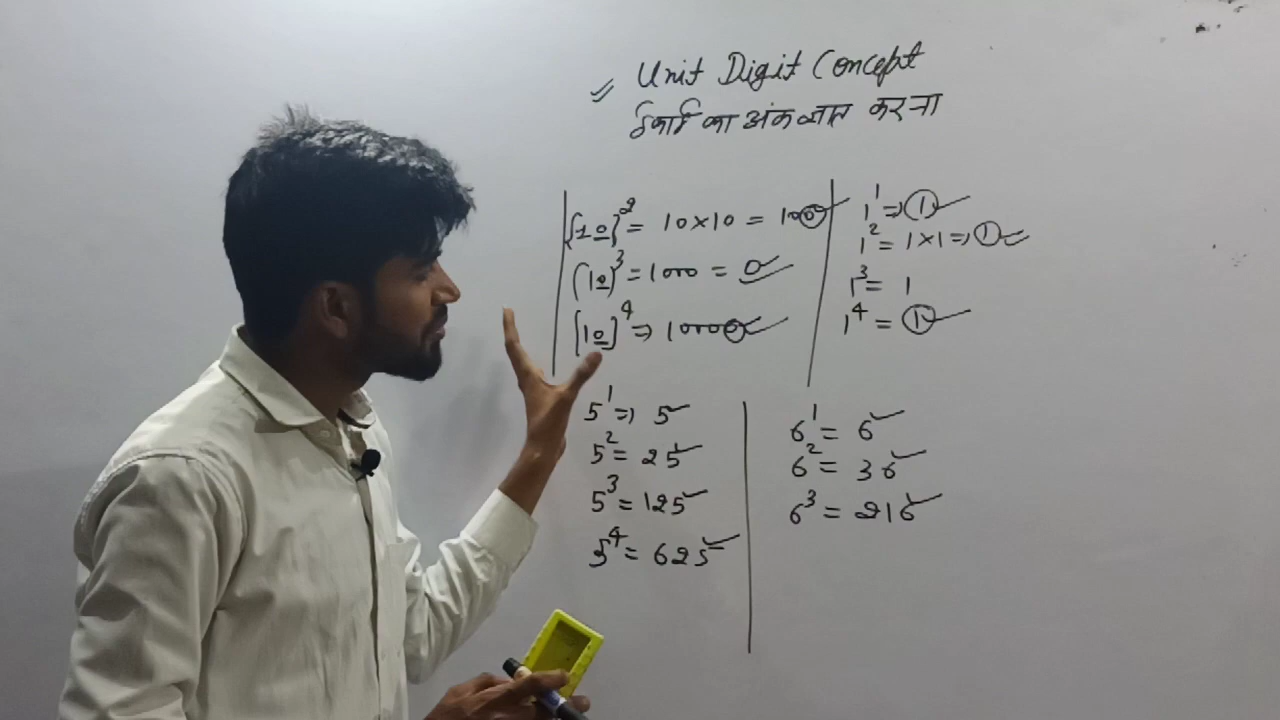 Unit Digit Concept
ईकाई का अंक ज्ञात करना
[10]² = 10×10 = 100
(10)³ = 1000 = 0
[10]⁴ ⇒ 10000
1¹ ⇒ 1
1² = 1×1 ⇒ 1
1³ = 1
1⁴ = 1
5¹ ⇒ 5
5² = 25
5³ = 125
5⁴ = 625
6¹ = 6
6² = 36
6³ = 216